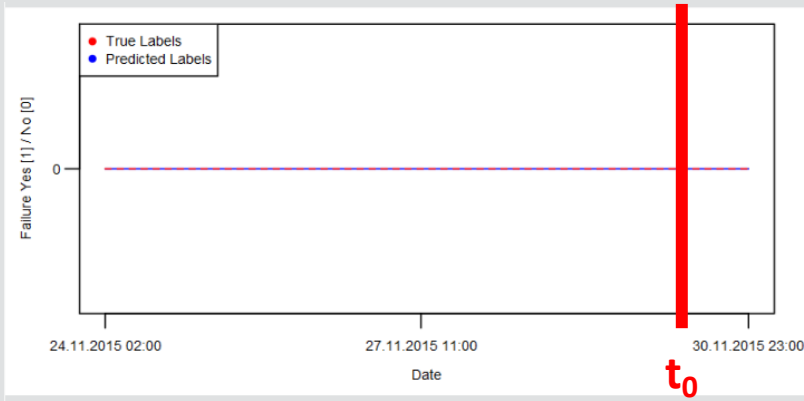 True Labels
Predicted Labels
Failure Yes [1] / No [0]
0
24.11.2015 02:00
27.11.2015 11:00
30.11.2015 23:00
Date
t₀